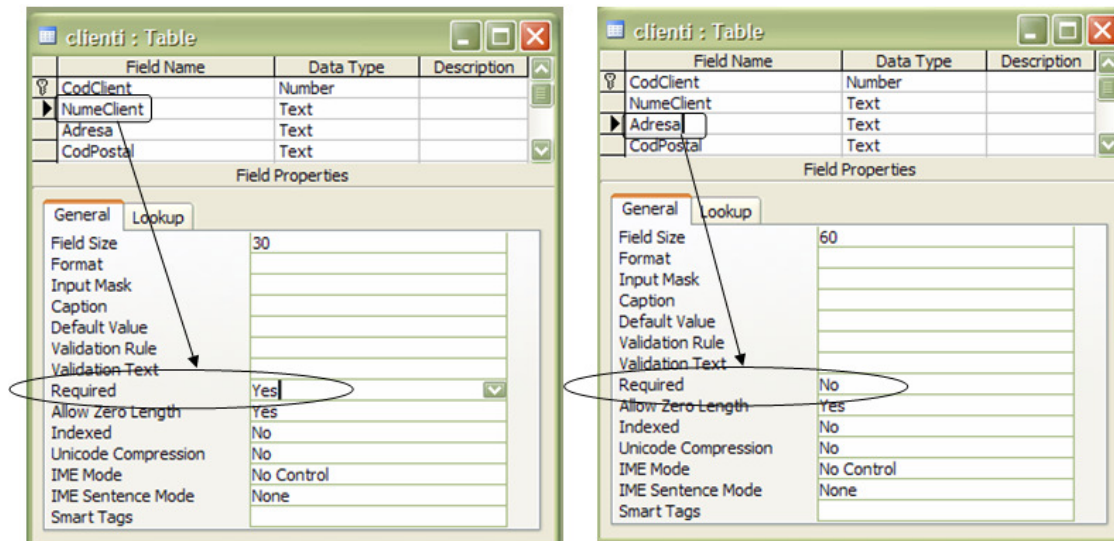 clienti : Table
Field Name Data Type Description
CodClient Number
NumeClient Text
Adresa Text
CodPostal Text
Field Properties
General Lookup
Field Size 30
Format
Input Mask
Caption
Default Value
Validation Rule
Validation Text
Required Yes
Allow Zero Length Yes
Indexed No
Unicode Compression No
IME Mode No Control
IME Sentence Mode None
Smart Tags
clienti : Table
Field Name Data Type Description
CodClient Number
NumeClient Text
Adresa Text
CodPostal Text
Field Properties
General Lookup
Field Size 60
Format
Input Mask
Caption
Default Value
Validation Rule
Validation Text
Required No
Allow Zero Length Yes
Indexed No
Unicode Compression No
IME Mode No Control
IME Sentence Mode None
Smart Tags